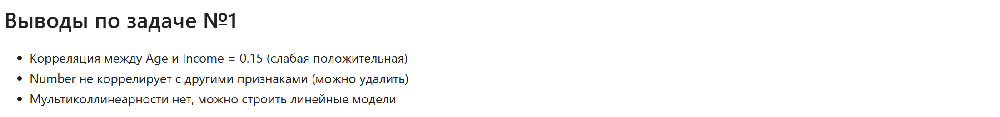 Выводы по задаче №1
• Корреляция между Age и Income = 0.15 (слабая положительная)
• Number не коррелирует с другими признаками (можно удалить)
• Мультиколлинеарности нет, можно строить линейные модели